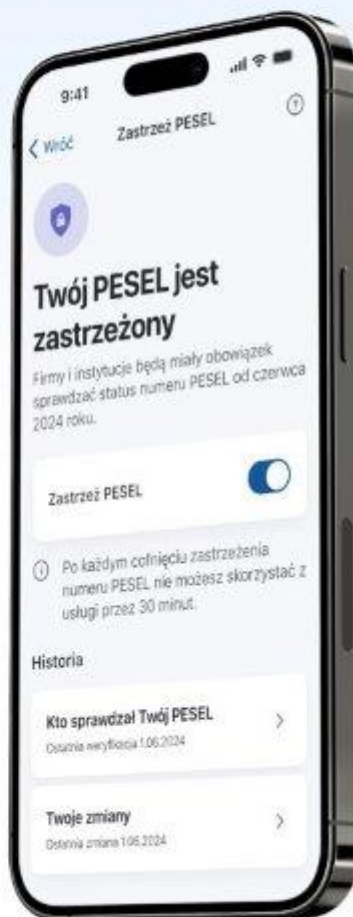 9:41
Wróć
Zastrzeż PESEL
Twój PESEL jest
zastrzeżony
Firmy i instytucje będą miały obowiązek
sprawdzać status numeru PESEL od czerwca
2024 roku.
Zastrzeż PESEL
Po każdym cofnięciu zastrzeżenia
numeru PESEL nie możesz skorzystać z
usługi przez 30 minut.
Historia
Kto sprawdzał Twój PESEL
Ostatnia weryfikacja 1.06.2024
Twoje zmiany
Ostatnia zmiana 1.06.2024